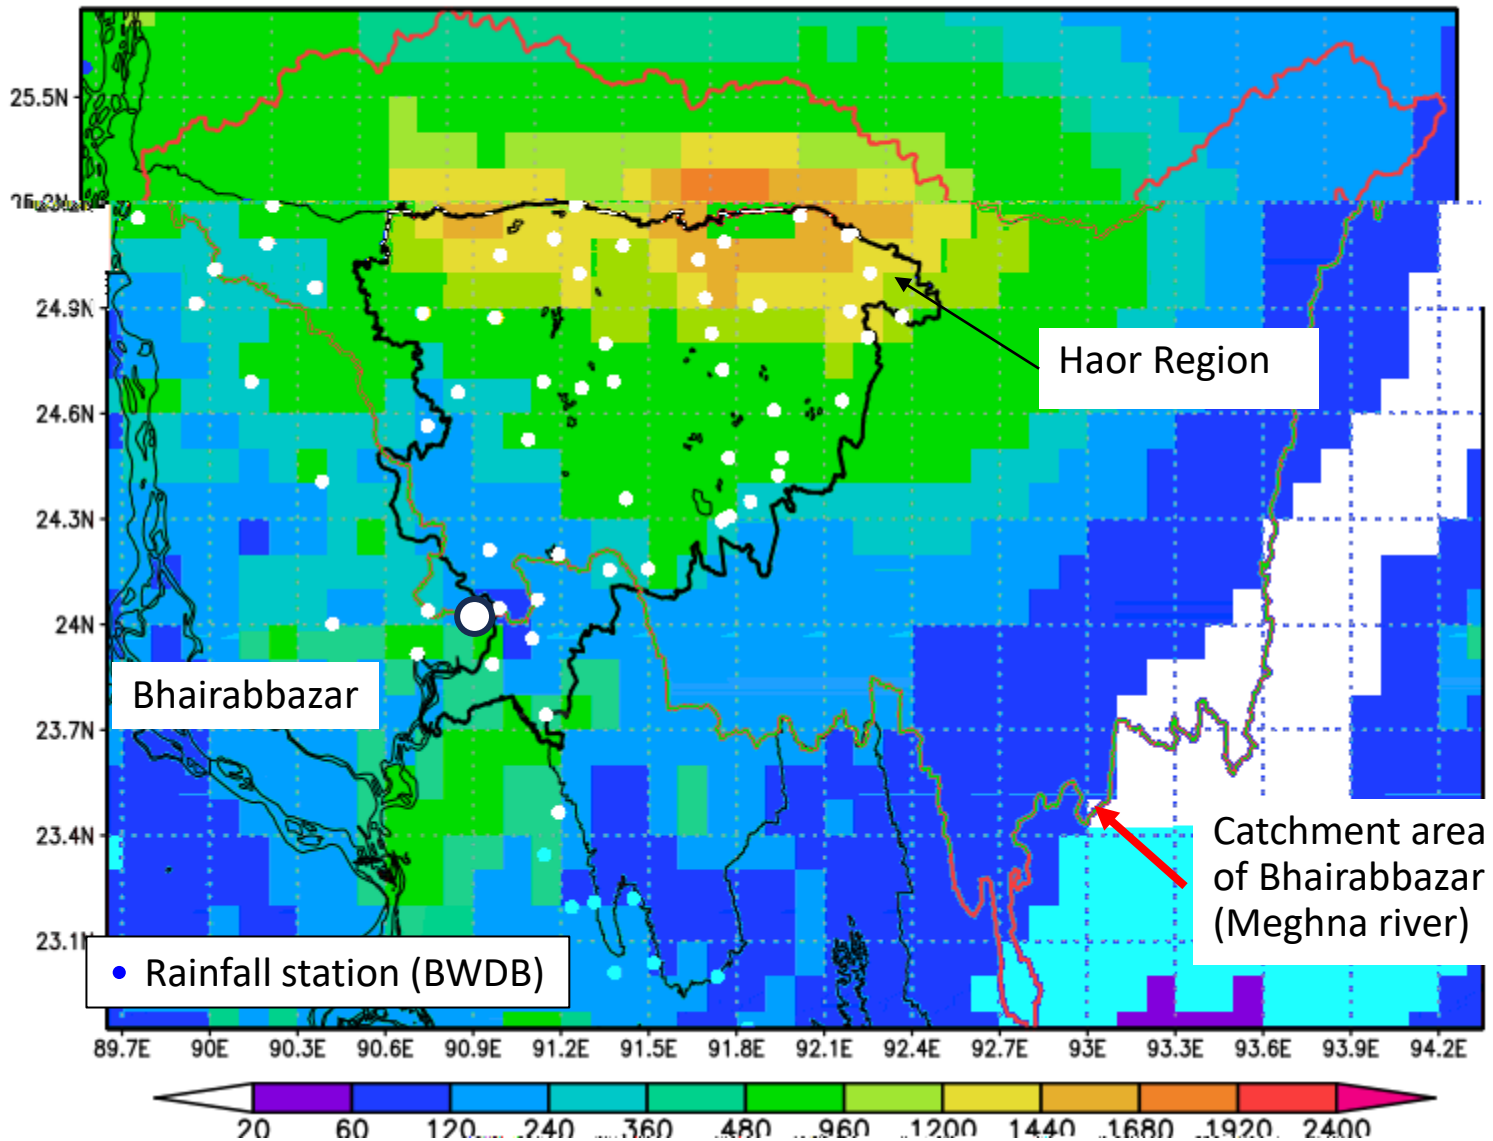 25.5N
24.9N
Haor Region
24.6N
24.3N
24N
Bhairabbazar
23.7N
23.4N
Catchment area
of Bhairabbazar
(Meghna river)
23.1N
• Rainfall station (BWDB)
89.7E 90E 90.3E 90.6E 90.9E 91.2E 91.5E 91.8E 92.1E 92.4E 92.7E 93E 93.3E 93.6E 93.9E 94.2E
20 60 120 240 360 480 960 1200 1440 1680 1920 2400